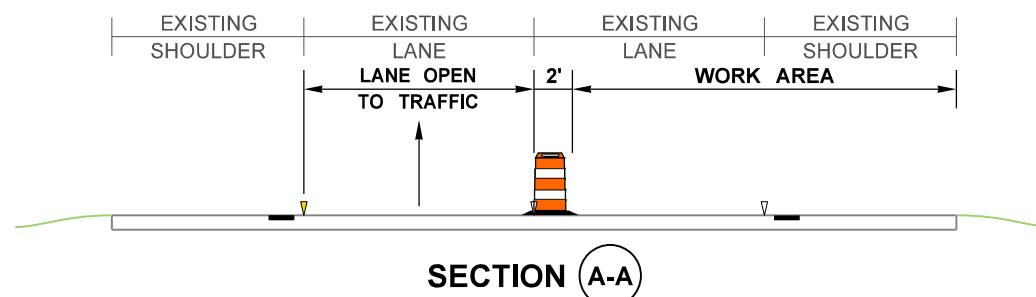 EXISTING EXISTING EXISTING EXISTING
SHOULDER LANE LANE SHOULDER
LANE OPEN 2' WORK AREA
TO TRAFFIC
SECTION A-A